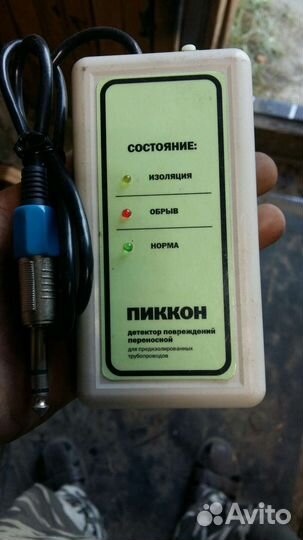 СОСТОЯНИЕ:
ИЗОЛЯЦИЯ
ОБРЫВ
НОРМА
ПИККОН
детектор повреждений
переносной
для предизолированных
трубопроводов
Avito